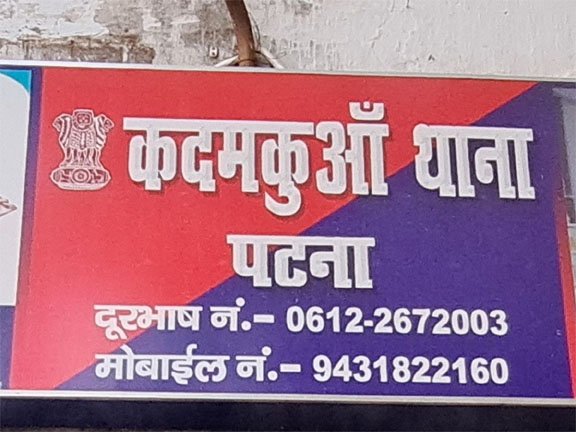 कदमकुआँ थाना
पटना
दूरभाष नं.– 0612-2672003
मोबाईल नं.– 9431822160